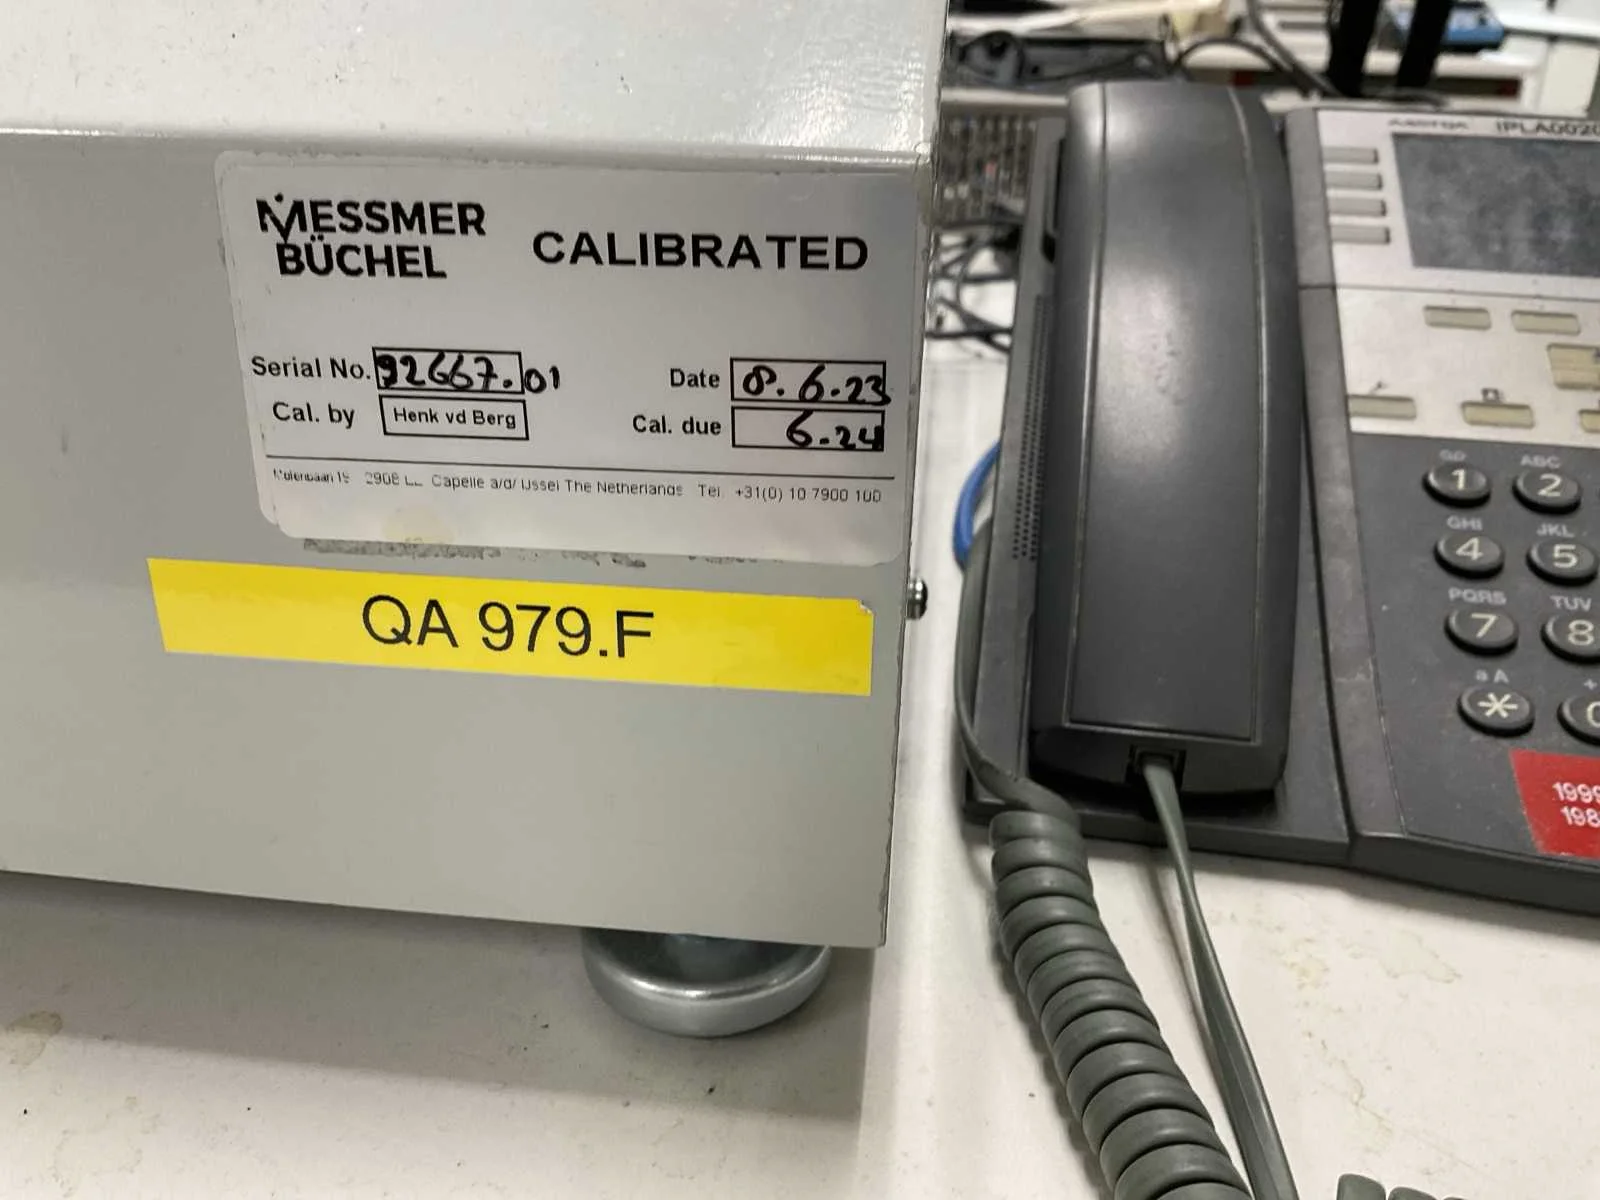 MESSMER
BÜCHEL
CALIBRATED
Serial No. 92667.01
Date 8.6.23
Cal. by Henk vd Berg
Cal. due 6.24
Capelle a/d IJssel The Netherlands Tel. +31(0) 10 7900 100
QA 979.F
1
ABC
2
GHI
4
JKL
5
PQRS
7
TUV
8
*